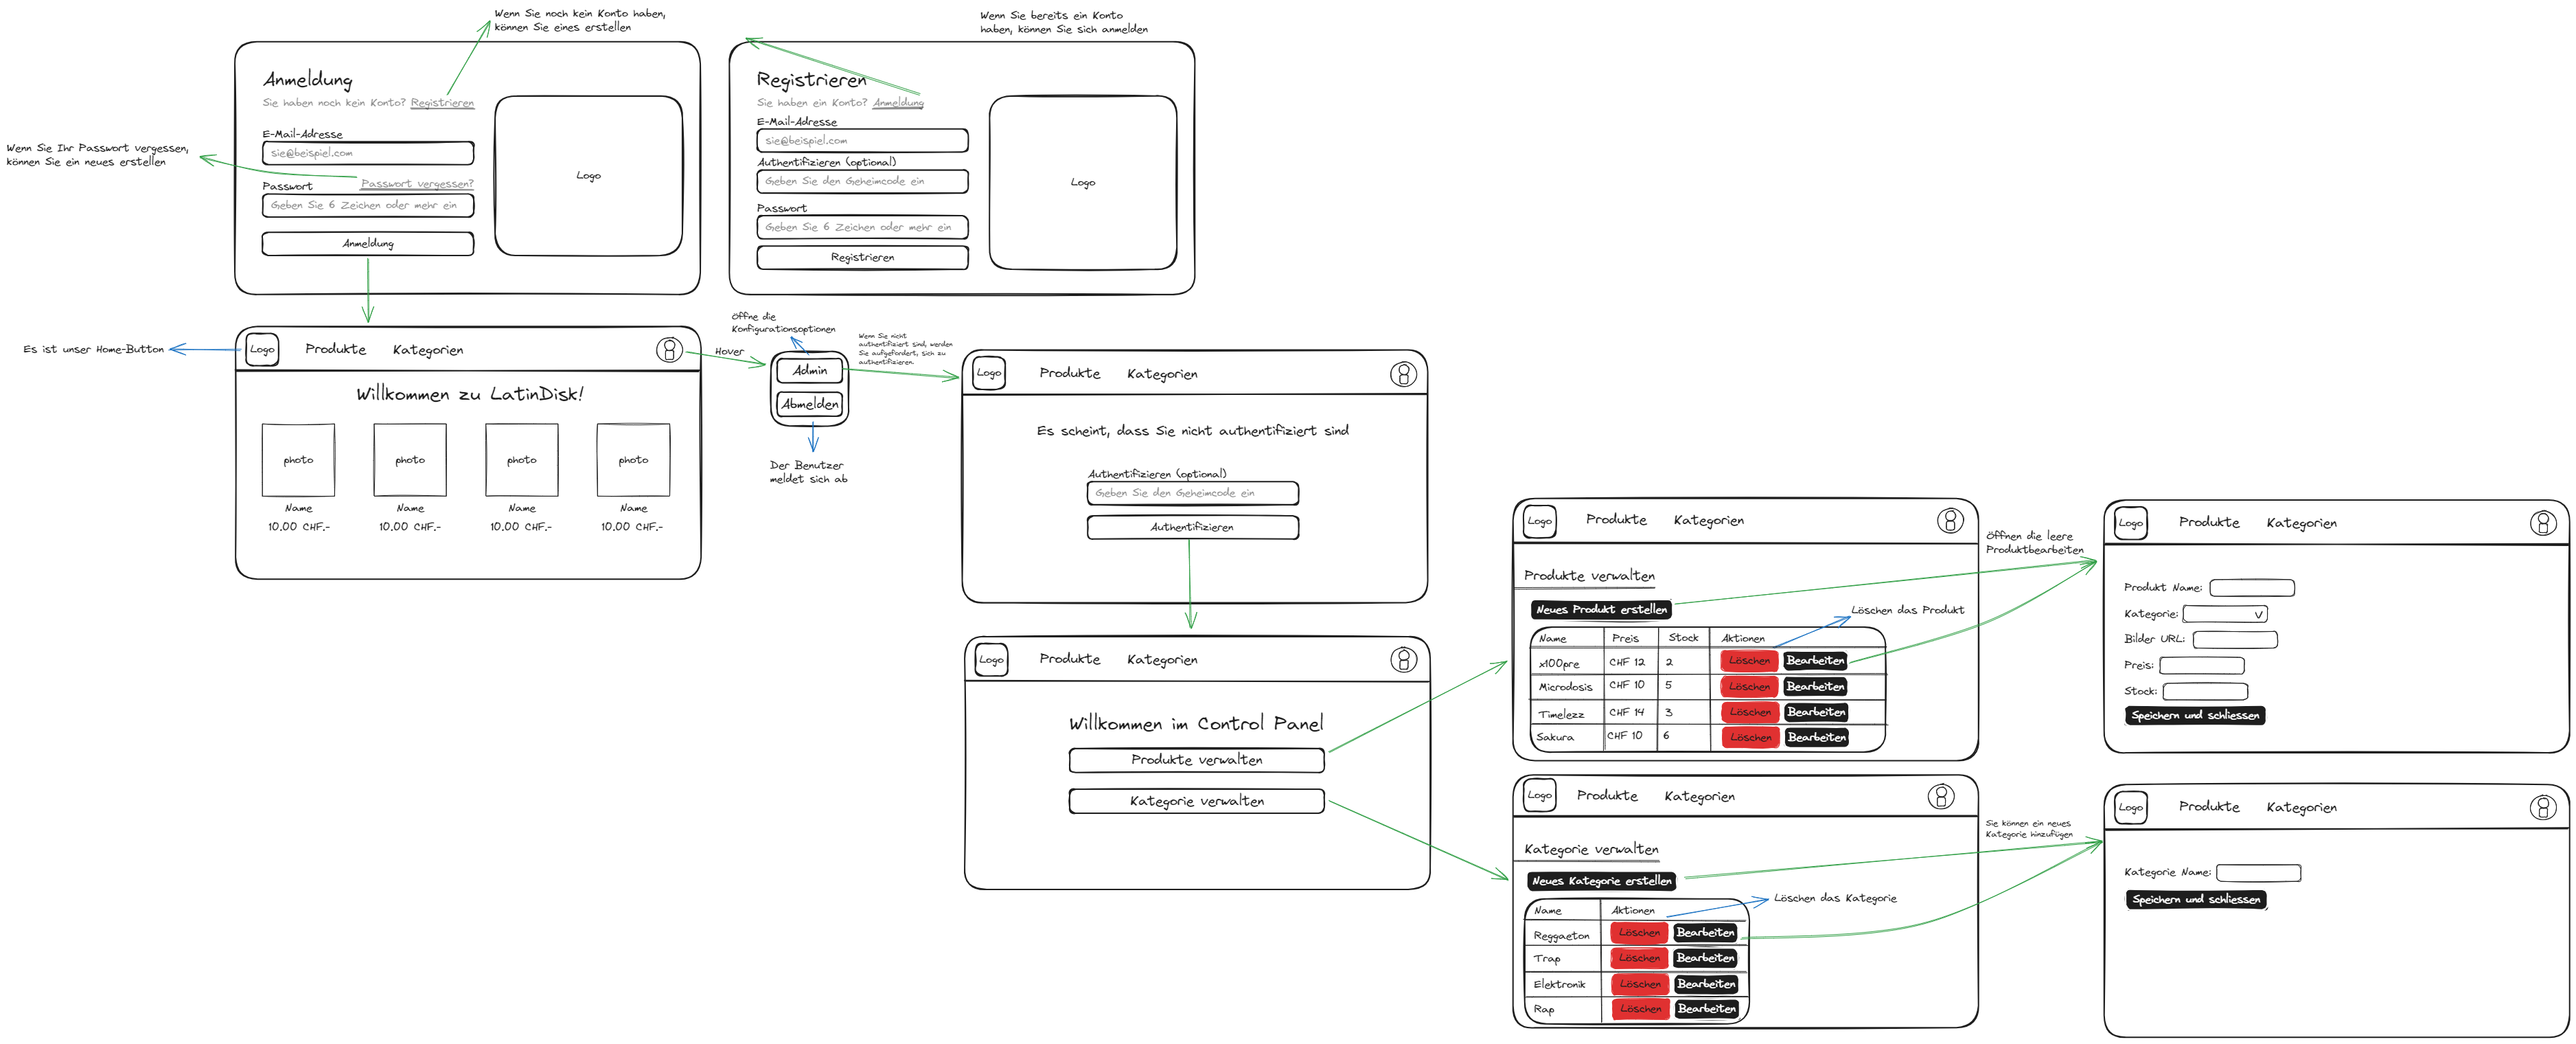 Wenn Sie noch kein Konto haben,
können Sie eines erstellen
Wenn Sie bereits ein Konto
haben, können Sie sich anmelden
Anmeldung
Sie haben noch kein Konto? Registrieren
E-Mail-Adresse
sie@beispiel.com
Passwort
Passwort vergessen?
Geben Sie 6 Zeichen oder mehr ein
Anmeldung
Logo
Wenn Sie Ihr Passwort vergessen,
können Sie ein neues erstellen
Registrieren
Sie haben ein Konto? Anmeldung
E-Mail-Adresse
sie@beispiel.com
Authentifizieren (optional)
Geben Sie den Geheimcode ein
Passwort
Geben Sie 6 Zeichen oder mehr ein
Registrieren
Logo
Es ist unser Home-Button
Logo
Produkte
Kategorien
Willkommen zu LatinDisk!
photo
photo
photo
photo
Name
Name
Name
Name
10.00 CHF.-
10.00 CHF.-
10.00 CHF.-
10.00 CHF.-
Hover
Öffne die
Konfigurationsoptionen
Admin
Abmelden
Der Benutzer
meldet sich ab
Wenn Sie nicht
authentifiziert sind, werden
Sie aufgefordert, sich zu
authentifizieren.
Logo
Produkte
Kategorien
Es scheint, dass Sie nicht authentifiziert sind
Authentifizieren (optional)
Geben Sie den Geheimcode ein
Authentifizieren
Logo
Produkte
Kategorien
Willkommen im Control Panel
Produkte verwalten
Kategorie verwalten
Logo
Produkte
Kategorien
Produkte verwalten
Neues Produkt erstellen
Löschen das Produkt
Name Preis Stock Aktionen
x100pre CHF 12 2 Löschen Bearbeiten
Microdosis CHF 10 5 Löschen Bearbeiten
Timelezz CHF 14 3 Löschen Bearbeiten
Sakura CHF 10 6 Löschen Bearbeiten
Öffnen die leere
Produktbearbeiten
Logo
Produkte
Kategorien
Produkt Name:
Kategorie: V
Bilder URL:
Preis:
Stock:
Speichern und schliessen
Logo
Produkte
Kategorien
Kategorie verwalten
Neues Kategorie erstellen
Löschen das Kategorie
Name Aktionen
Reggaeton Löschen Bearbeiten
Trap Löschen Bearbeiten
Elektronik Löschen Bearbeiten
Rap Löschen Bearbeiten
Sie können ein neues
Kategorie hinzufügen
Logo
Produkte
Kategorien
Kategorie Name:
Speichern und schliessen